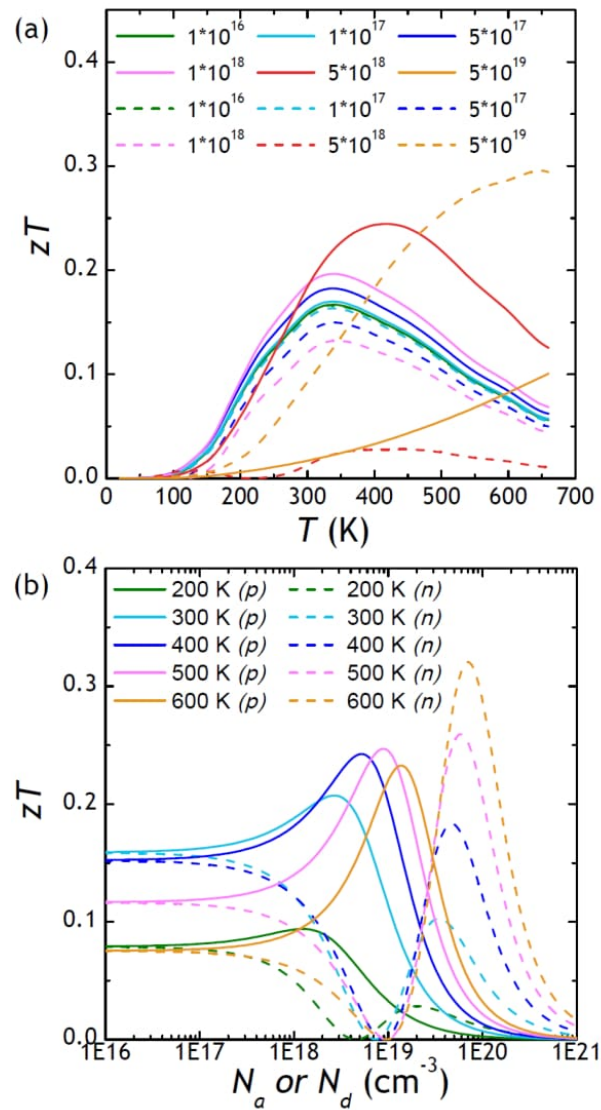 (a)
1*10^16 1*10^17 5*10^17
1*10^18 5*10^18 5*10^19
1*10^16 1*10^17 5*10^17
1*10^18 5*10^18 5*10^19
0.4
0.3
0.2
0.1
0.0
zT
0 100 200 300 400 500 600 700
T (K)
(b)
200 K (p) 200 K (n)
300 K (p) 300 K (n)
400 K (p) 400 K (n)
500 K (p) 500 K (n)
600 K (p) 600 K (n)
0.4
0.3
0.2
0.1
0.0
zT
1E16 1E17 1E18 1E19 1E20 1E21
N_a or N_d (cm^-3)